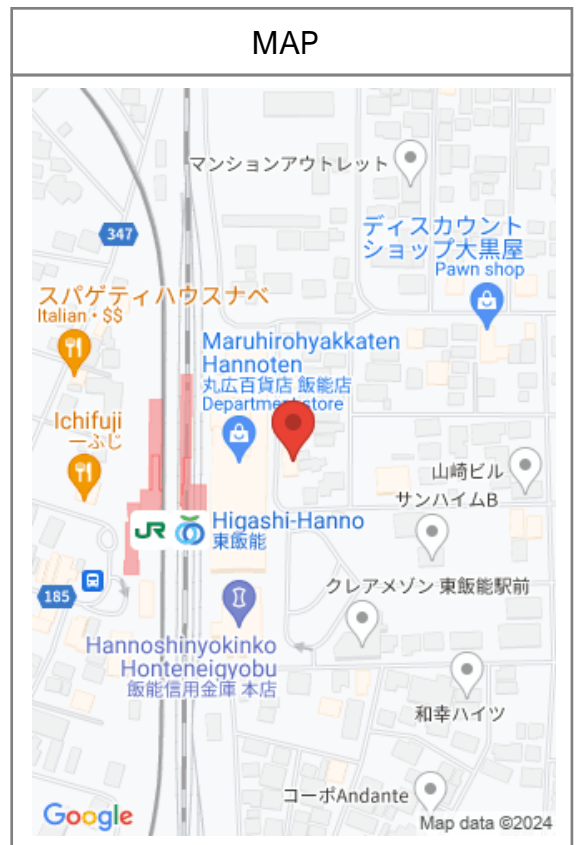 MAP
マンションアウトレット
347
ディスカウント
ショップ大黒屋
Pawn shop
スパゲティハウスナベ
Italian・$$
Maruhirohyakkaten
Hannoten
丸広百貨店 飯能店
Department store
Ichifuji
一ふじ
山崎ビル
サンハイムB
JR
Higashi-Hanno
東飯能
185
クレアメゾン 東飯能駅前
Hannoshinyokinko
Honteneigyobu
飯能信用金庫 本店
和幸ハイツ
コーポAndante
Google
Map data ©2024